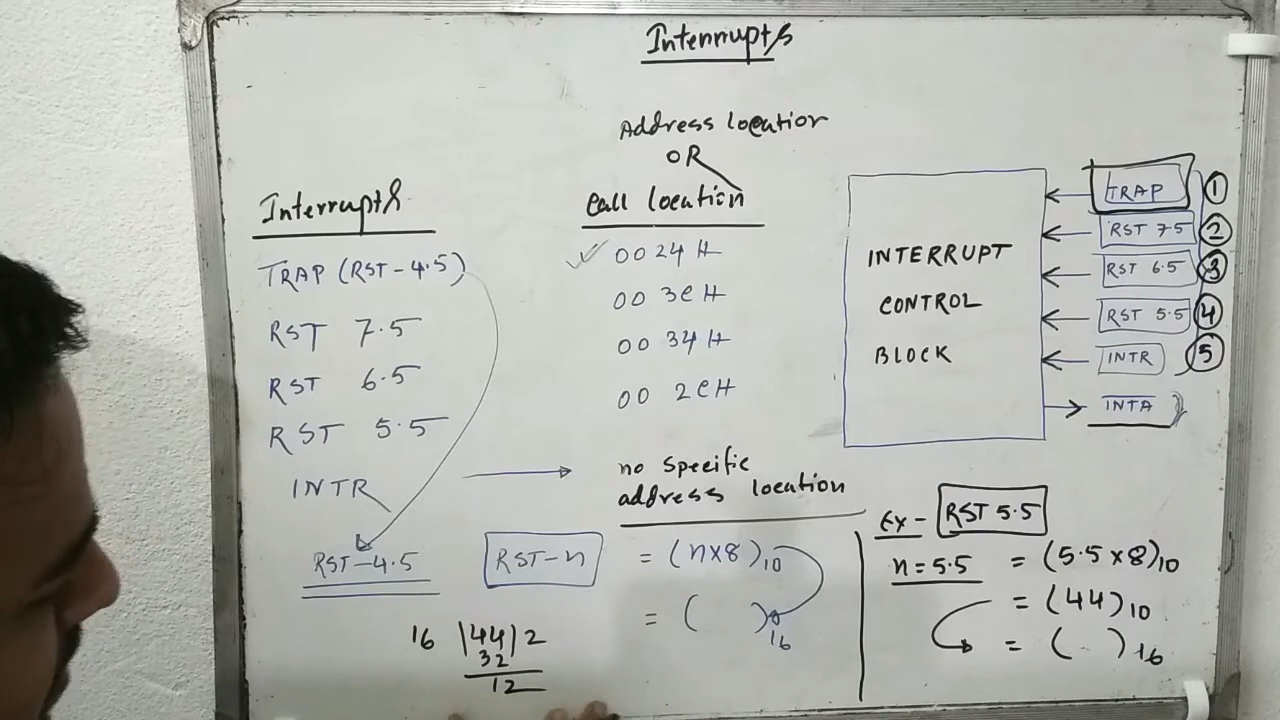 Interrupts
Address location
OR
Interrupts
Call location
TRAP (RST-4.5)
0024 H
RST 7.5
003CH
RST 6.5
0034 H
RST 5.5
002CH
INTR
no specific
address location
RST-4.5
RST-n
= (n×8)10
= ( )16
16 |44| 2
32
12
INTERRUPT
CONTROL
BLOCK
TRAP 1
RST 7.5 2
RST 6.5 3
RST 5.5 4
INTR 5
INTA
Ex- RST 5.5
n = 5.5 = (5.5×8)10
= (44)10
= ( )16